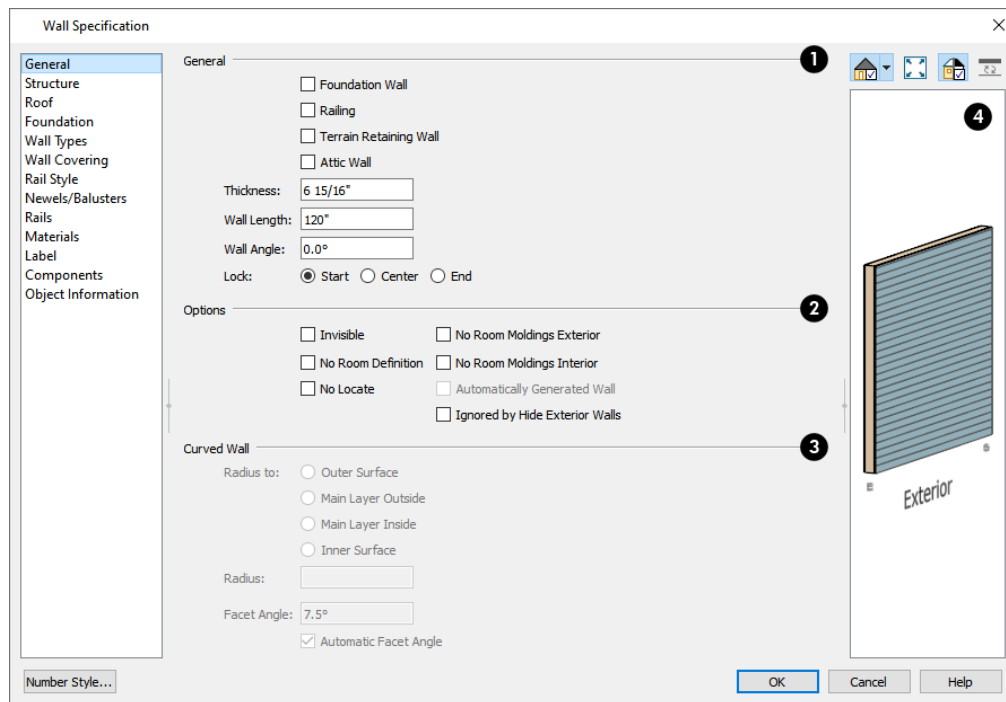 Wall Specification
General
Structure
Roof
Foundation
Wall Types
Wall Covering
Rail Style
Newels/Balusters
Rails
Materials
Label
Components
Object Information
General
1
Foundation Wall
Railing
Terrain Retaining Wall
Attic Wall
Thickness: 6 15/16"
Wall Length: 120"
Wall Angle: 0.0°
Lock: Start Center End
Options
2
Invisible No Room Moldings Exterior
No Room Definition No Room Moldings Interior
No Locate Automatically Generated Wall
Ignored by Hide Exterior Walls
Curved Wall
3
Radius to: Outer Surface
Main Layer Outside
Main Layer Inside
Inner Surface
Radius:
Facet Angle: 7.5°
Automatic Facet Angle
4
Exterior
Number Style... OK Cancel Help